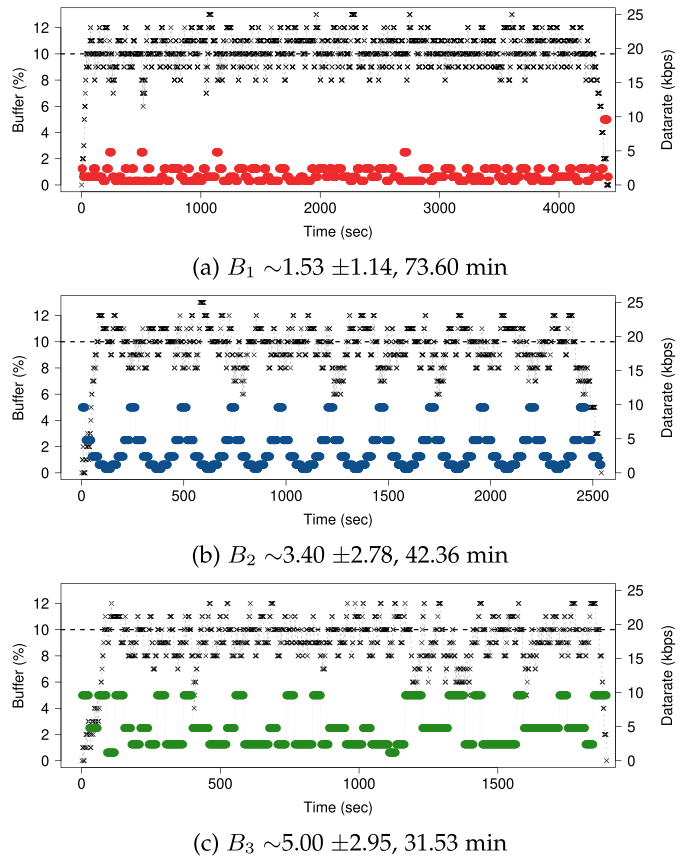 12
10
8
6
4
2
0
Buffer (%)
25
20
15
10
5
0
Datarate (kbps)
0 1000 2000 3000 4000
Time (sec)
(a) B₁ ∼1.53 ±1.14, 73.60 min
12
10
8
6
4
2
0
Buffer (%)
25
20
15
10
5
0
Datarate (kbps)
0 500 1000 1500 2000 2500
Time (sec)
(b) B₂ ∼3.40 ±2.78, 42.36 min
12
10
8
6
4
2
0
Buffer (%)
25
20
15
10
5
0
Datarate (kbps)
0 500 1000 1500
Time (sec)
(c) B₃ ∼5.00 ±2.95, 31.53 min